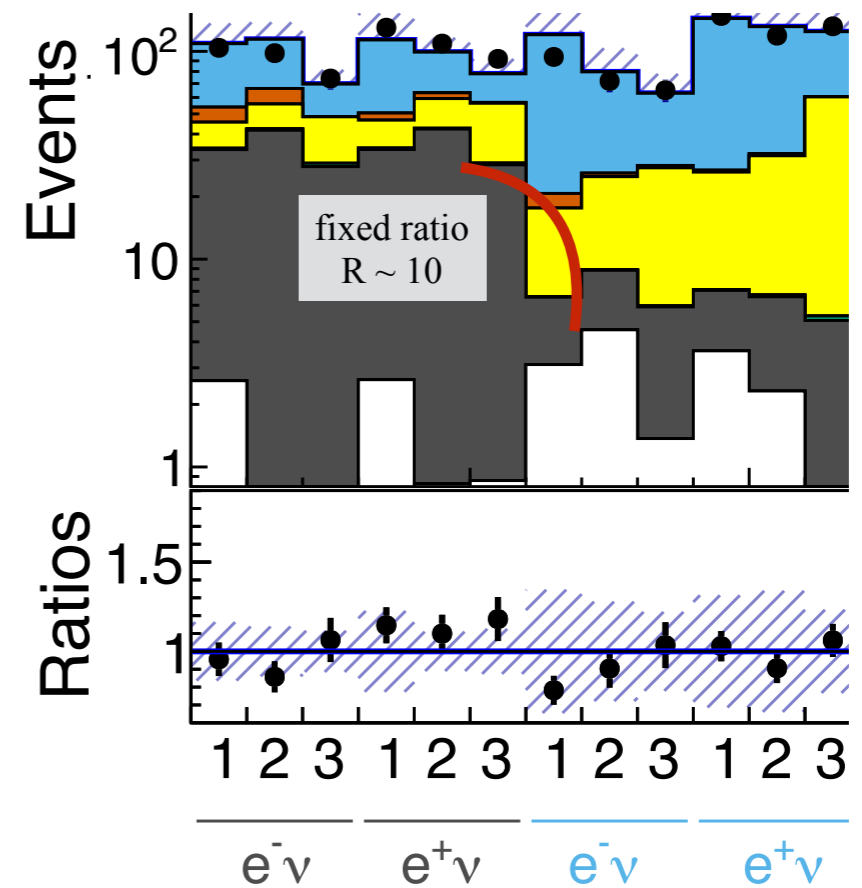 Events
10²
10
1
fixed ratio
R ~ 10
Ratios
1.5
1
1 2 3 1 2 3 1 2 3 1 2 3
e⁻ν e⁺ν e⁻ν e⁺ν